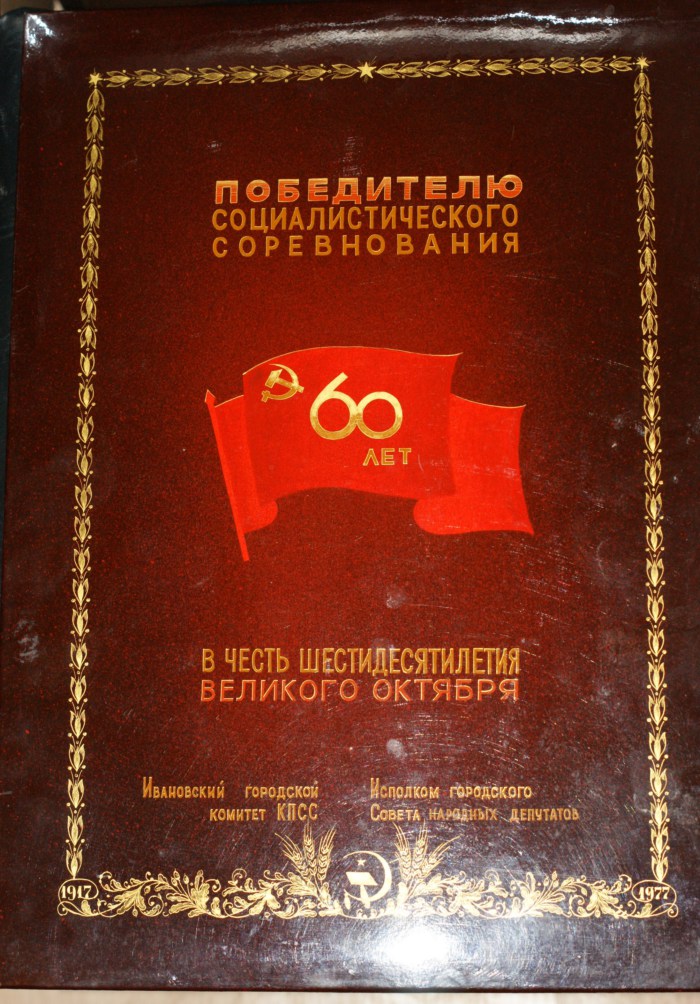 ПОБЕДИТЕЛЮ
СОЦИАЛИСТИЧЕСКОГО
СОРЕВНОВАНИЯ
60
ЛЕТ
В ЧЕСТЬ ШЕСТИДЕСЯТИЛЕТИЯ
ВЕЛИКОГО ОКТЯБРЯ
Ивановский городской
комитет КПСС
Исполком городского
Совета народных депутатов
1917
1977